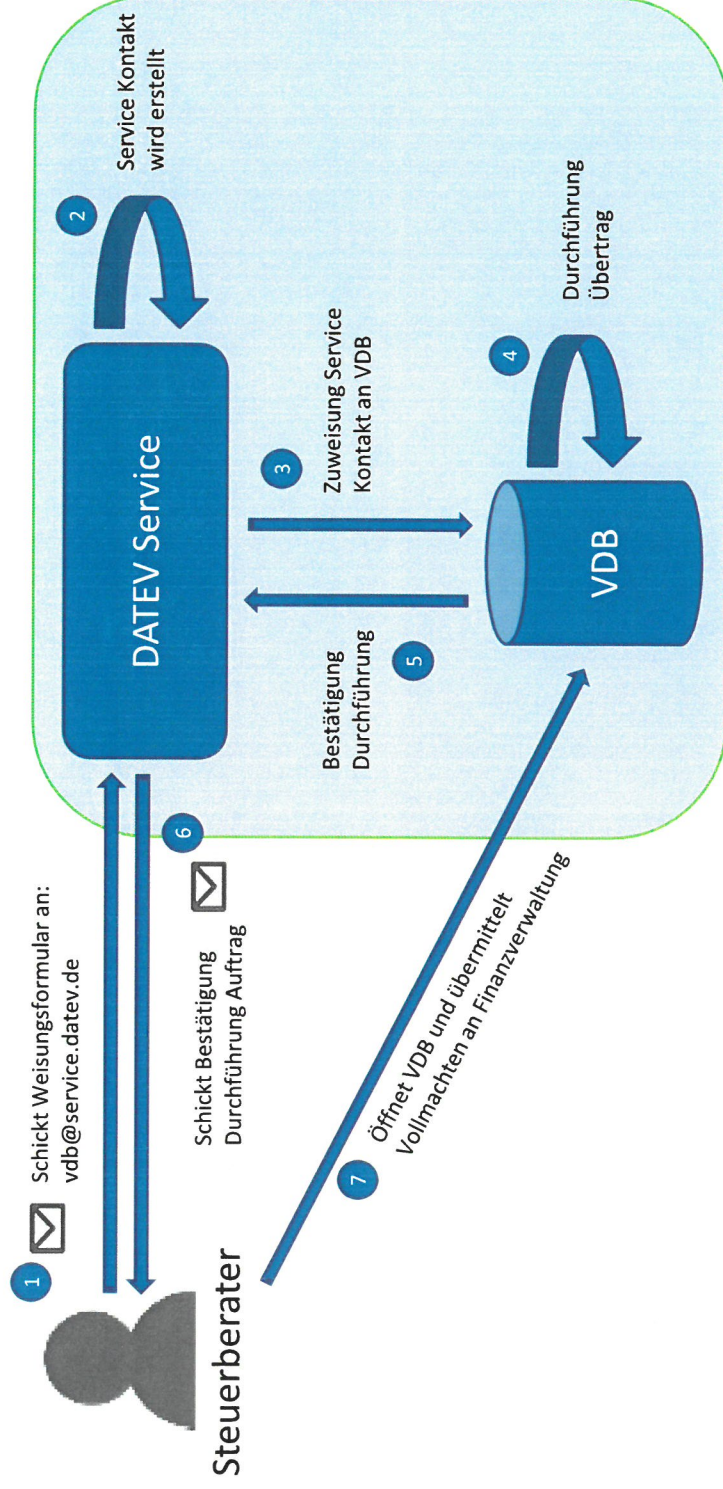 1
Schickt Weisungsformular an:
vdb@service.datev.de
Steuerberater
6
Schickt Bestätigung
Durchführung Auftrag
DATEV Service
2
Service Kontakt
wird erstellt
3
Zuweisung Service
Kontakt an VDB
5
Bestätigung
Durchführung
VDB
4
Durchführung
Übertrag
7
Öffnet VDB und übermittelt
Vollmachten an Finanzverwaltung